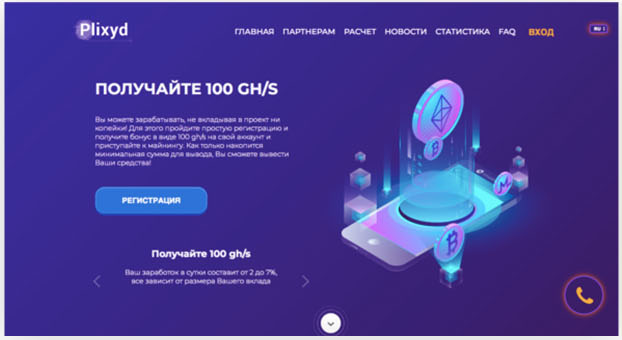 Plixyd
ГЛАВНАЯ ПАРТНЕРАМ РАСЧЕТ НОВОСТИ СТАТИСТИКА FAQ ВХОД
RU
ПОЛУЧАЙТЕ 100 GH/S
Вы можете зарабатывать, не вкладывая в проект ни
копейки! Для этого пройдите простую регистрацию и
получите бонус в виде 100 gh/s на свой аккаунт и
приступайте к майнингу. Как только накопится
минимальная сумма для вывода, Вы сможете вывести
Ваши средства!
РЕГИСТРАЦИЯ
Получайте 100 gh/s
Ваш заработок в сутки составит от 2 до 7%,
все зависит от размера Вашего вклада